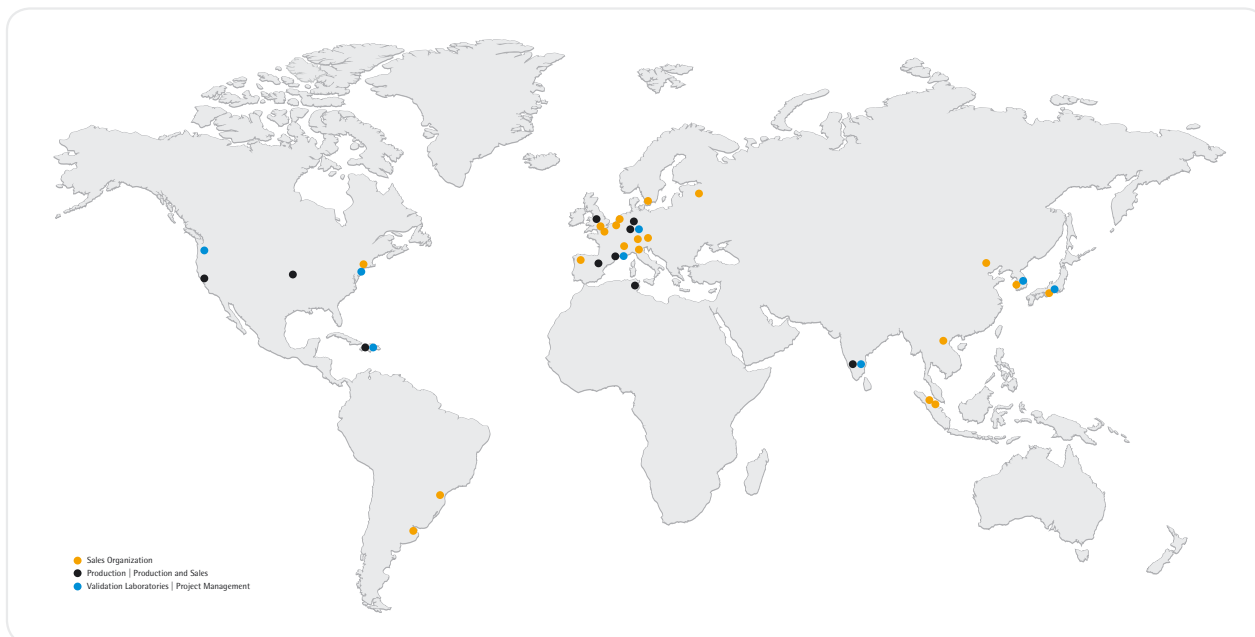 Sales Organization
Production | Production and Sales
Validation Laboratories | Project Management